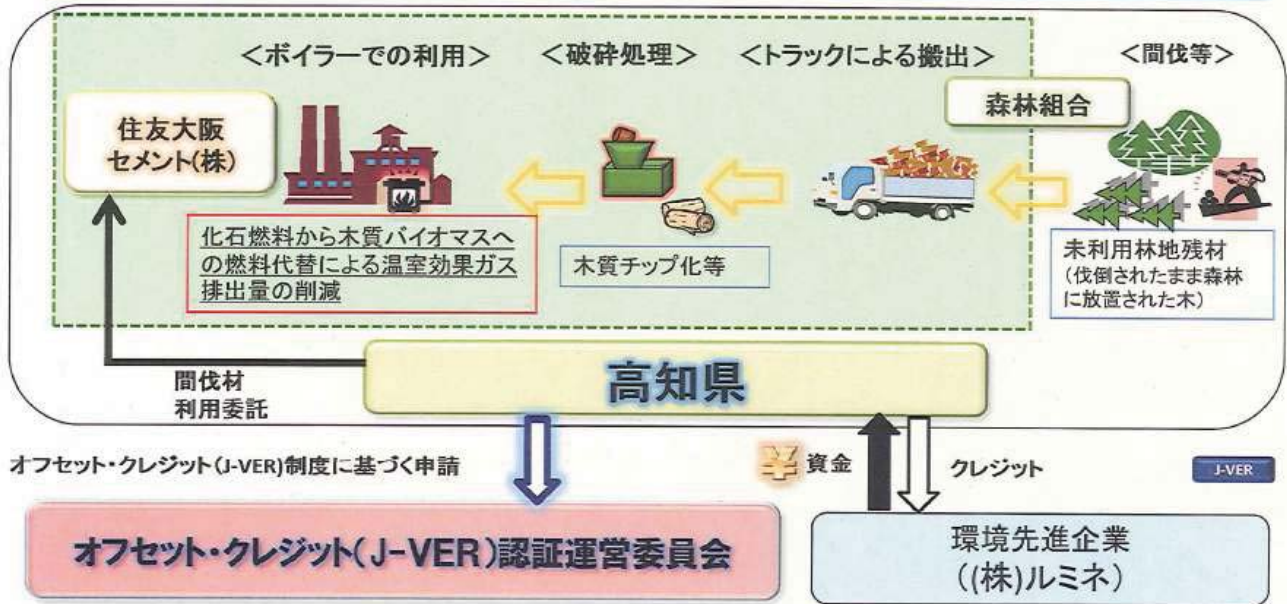 <ボイラーでの利用>
<破砕処理>
<トラックによる搬出>
<間伐等>
住友大阪
セメント(株)
森林組合
化石燃料から木質バイオマスへ
の燃料代替による温室効果ガス
排出量の削減
木質チップ化等
未利用林地残材
(伐倒されたまま森林
に放置された木)
高知県
間伐材
利用委託
オフセット・クレジット(J-VER)制度に基づく申請
¥
資金
クレジット
J-VER
オフセット・クレジット(J-VER)認証運営委員会
環境先進企業
((株)ルミネ)